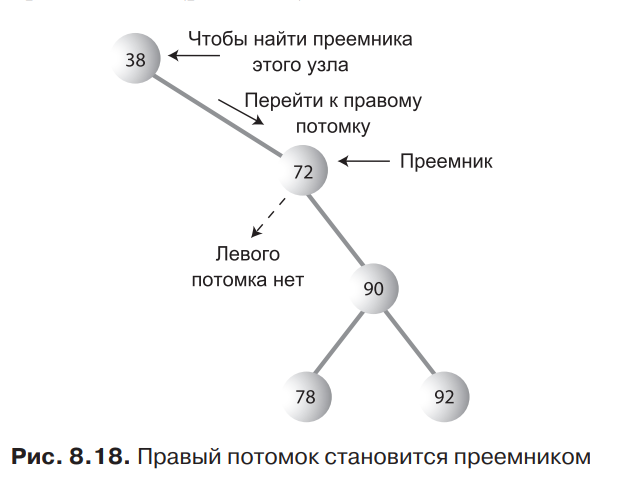 38
Чтобы найти преемника
этого узла
Перейти к правому
потомку
72
Преемник
Левого
потомка нет
90
78
92
Рис. 8.18. Правый потомок становится преемником